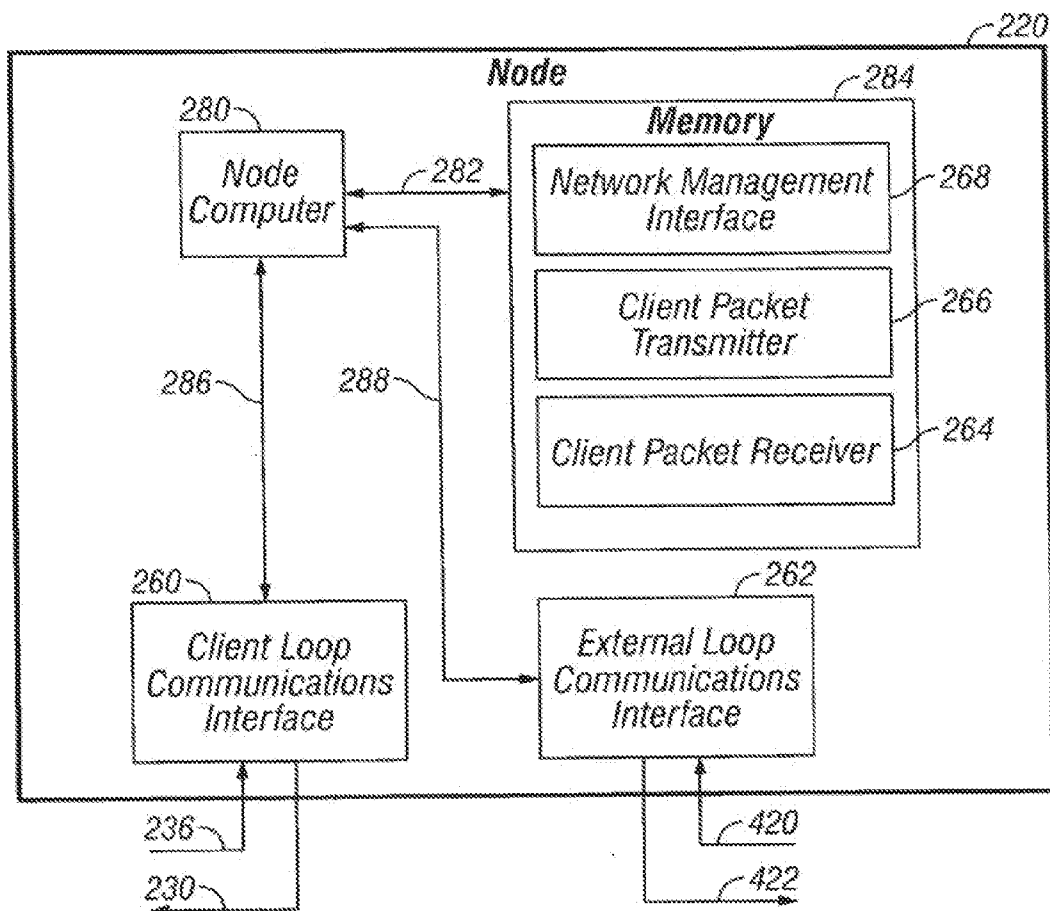 220
Node
280
284
Memory
Node
Computer
282
Network Management
Interface
268
Client Packet
Transmitter
266
286
288
Client Packet Receiver
264
260
262
Client Loop
Communications
Interface
External Loop
Communications
Interface
236
420
230
422